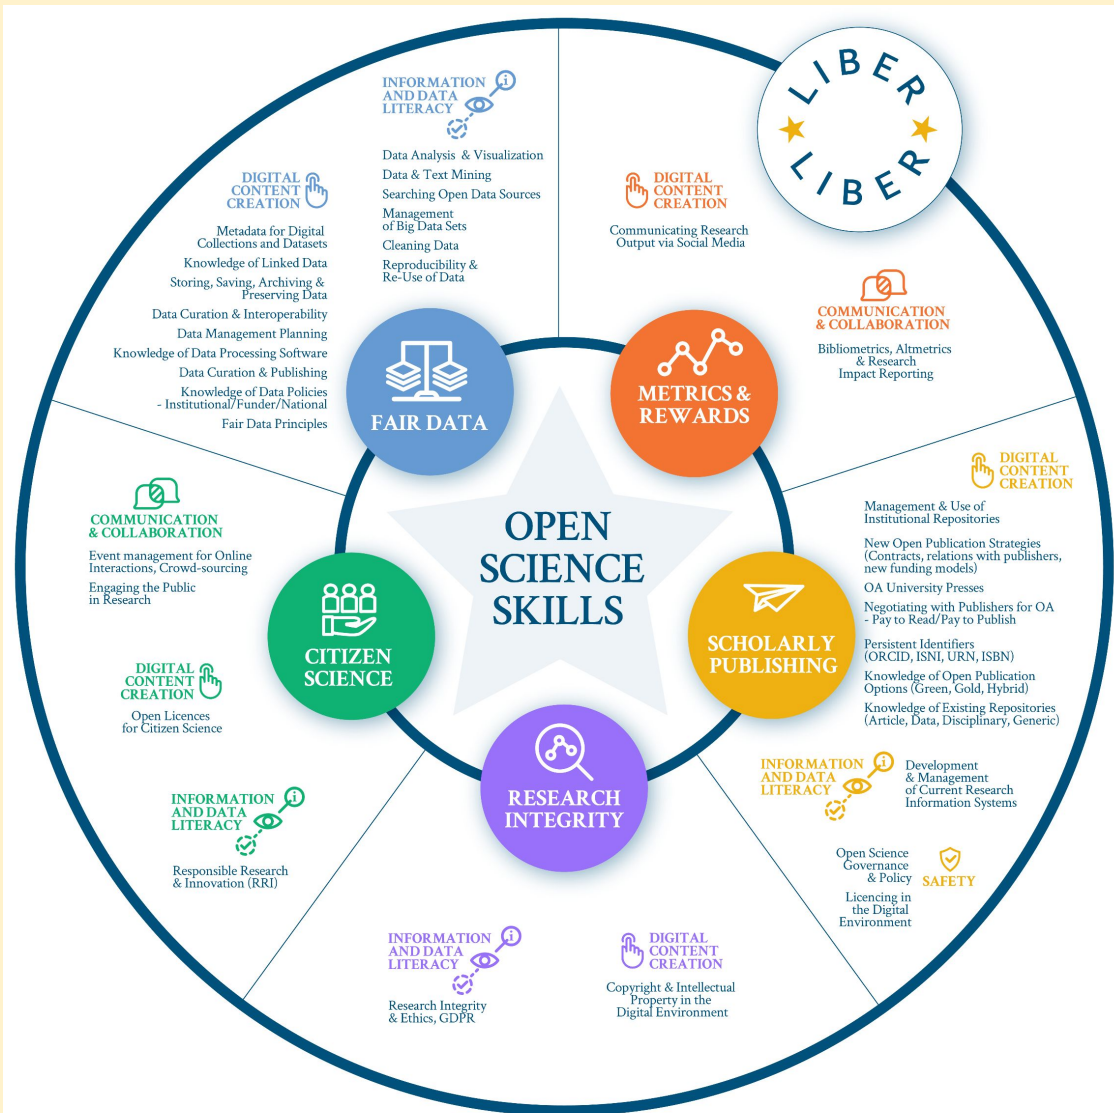 LIBER
LIBER
INFORMATION
AND DATA
LITERACY
Data Analysis & Visualization
Data & Text Mining
Searching Open Data Sources
Management
of Big Data Sets
Cleaning Data
Reproducibility &
Re-Use of Data
DIGITAL
CONTENT
CREATION
Metadata for Digital
Collections and Datasets
Knowledge of Linked Data
Storing, Saving, Archiving &
Preserving Data
Data Curation & Interoperability
Data Management Planning
Knowledge of Data Processing Software
Data Curation & Publishing
Knowledge of Data Policies
- Institutional/Funder/National
Fair Data Principles
FAIR DATA
DIGITAL
CONTENT
CREATION
Communicating Research
Output via Social Media
COMMUNICATION
& COLLABORATION
Bibliometrics, Altmetrics
& Research
Impact Reporting
METRICS &
REWARDS
OPEN
SCIENCE
SKILLS
DIGITAL
CONTENT
CREATION
Management & Use of
Institutional Repositories
New Open Publication Strategies
(Contracts, relations with publishers,
new funding models)
OA University Presses
Negotiating with Publishers for OA
- Pay to Read/Pay to Publish
Persistent Identifiers
(ORCID, ISNI, URN, ISBN)
Knowledge of Open Publication
Options (Green, Gold, Hybrid)
Knowledge of Existing Repositories
(Article, Data, Disciplinary, Generic)
SCHOLARLY
PUBLISHING
INFORMATION
AND DATA
LITERACY
Development
& Management
of Current Research
Information Systems
Open Science
Governance
& Policy
Licencing in
the Digital
Environment
SAFETY
COMMUNICATION
& COLLABORATION
Event management for Online
Interactions, Crowd-sourcing
Engaging the Public
in Research
CITIZEN
SCIENCE
DIGITAL
CONTENT
CREATION
Open Licences
for Citizen Science
INFORMATION
AND DATA
LITERACY
Responsible Research
& Innovation (RRI)
RESEARCH
INTEGRITY
INFORMATION
AND DATA
LITERACY
Research Integrity
& Ethics, GDPR
DIGITAL
CONTENT
CREATION
Copyright & Intellectual
Property in the
Digital Environment